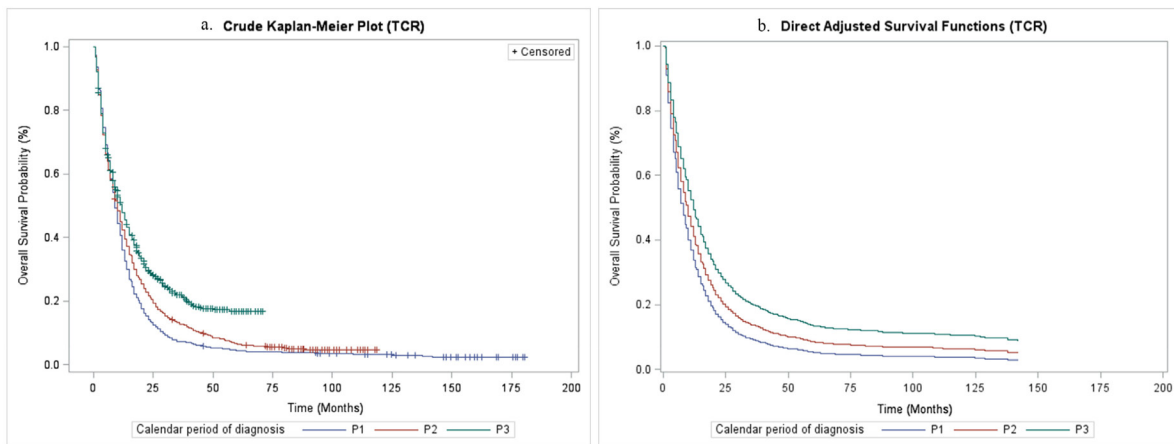 a. Crude Kaplan-Meier Plot (TCR)
+ Censored
Overall Survival Probability (%)
1.0
0.8
0.6
0.4
0.2
0.0
0 25 50 75 100 125 150 175 200
Time (Months)
Calendar period of diagnosis P1 P2 P3
b. Direct Adjusted Survival Functions (TCR)
Overall Survival Probability (%)
1.0
0.8
0.6
0.4
0.2
0.0
0 25 50 75 100 125 150 175 200
Time (Months)
Calendar period of diagnosis P1 P2 P3